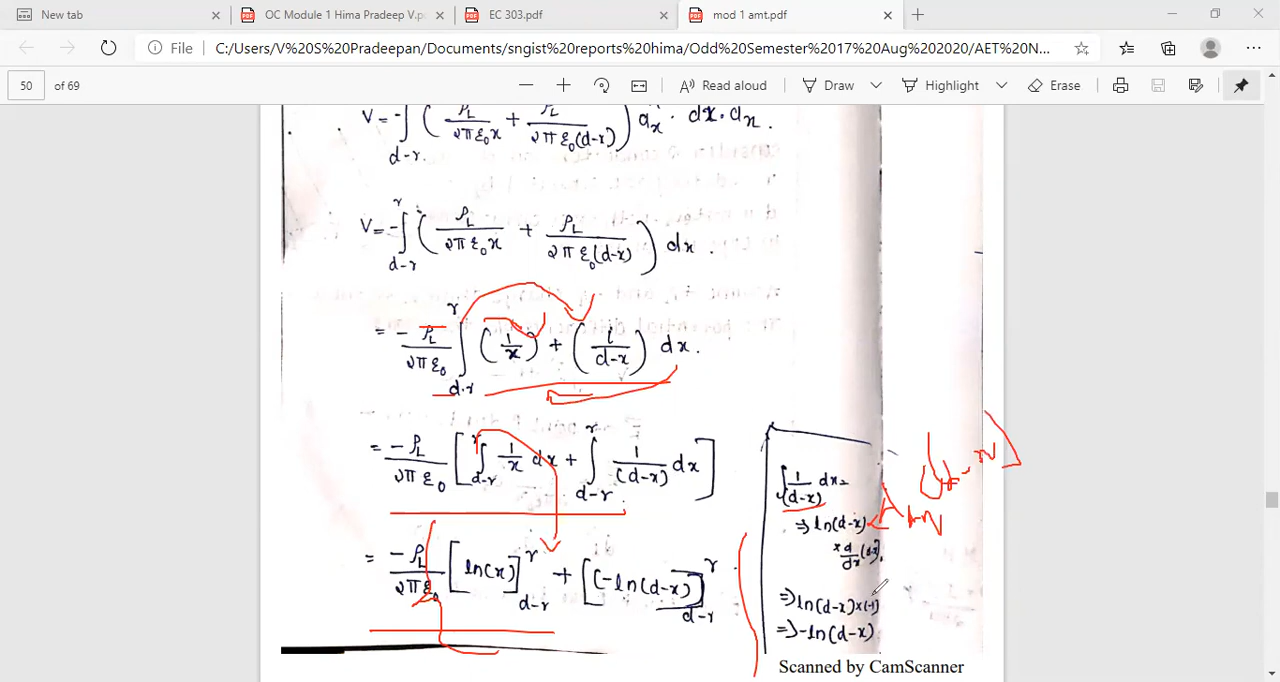 New tab
OC Module 1 Hima Pradeep V.p
EC 303.pdf
mod 1 amt.pdf
File C:/Users/V%20S%20Pradeepan/Documents/sngist%20reports%20hima/Odd%20Semester%2017%20Aug%202020/AET%20N...
50 of 69
Read aloud
Draw
Highlight
Erase
V = -∫_{d-r} (ρL/2πε₀x + ρL/2πε₀(d-x)) ax · dx·ax.
V = -∫_{d-r}^{r} (ρL/2πε₀x + ρL/2πε₀(d-x)) dx.
= -ρL/2πε₀ ∫_{d-r}^{r} (1/x) + (1/d-x) dx.
= -ρL/2πε₀ [∫_{d-r}^{r} 1/x dx + ∫_{d-r}^{r} 1/(d-x) dx]
= -ρL/2πε₀ [ln(x)]_{d-r}^{r} + [(-ln(d-x)]_{d-r}^{r}.
∫ 1/(d-x) dx=
⇒ ln(d-x)
× d/dx (d-x)
⇒ ln(d-x)×(-1)
⇒ -ln(d-x)
Scanned by CamScanner